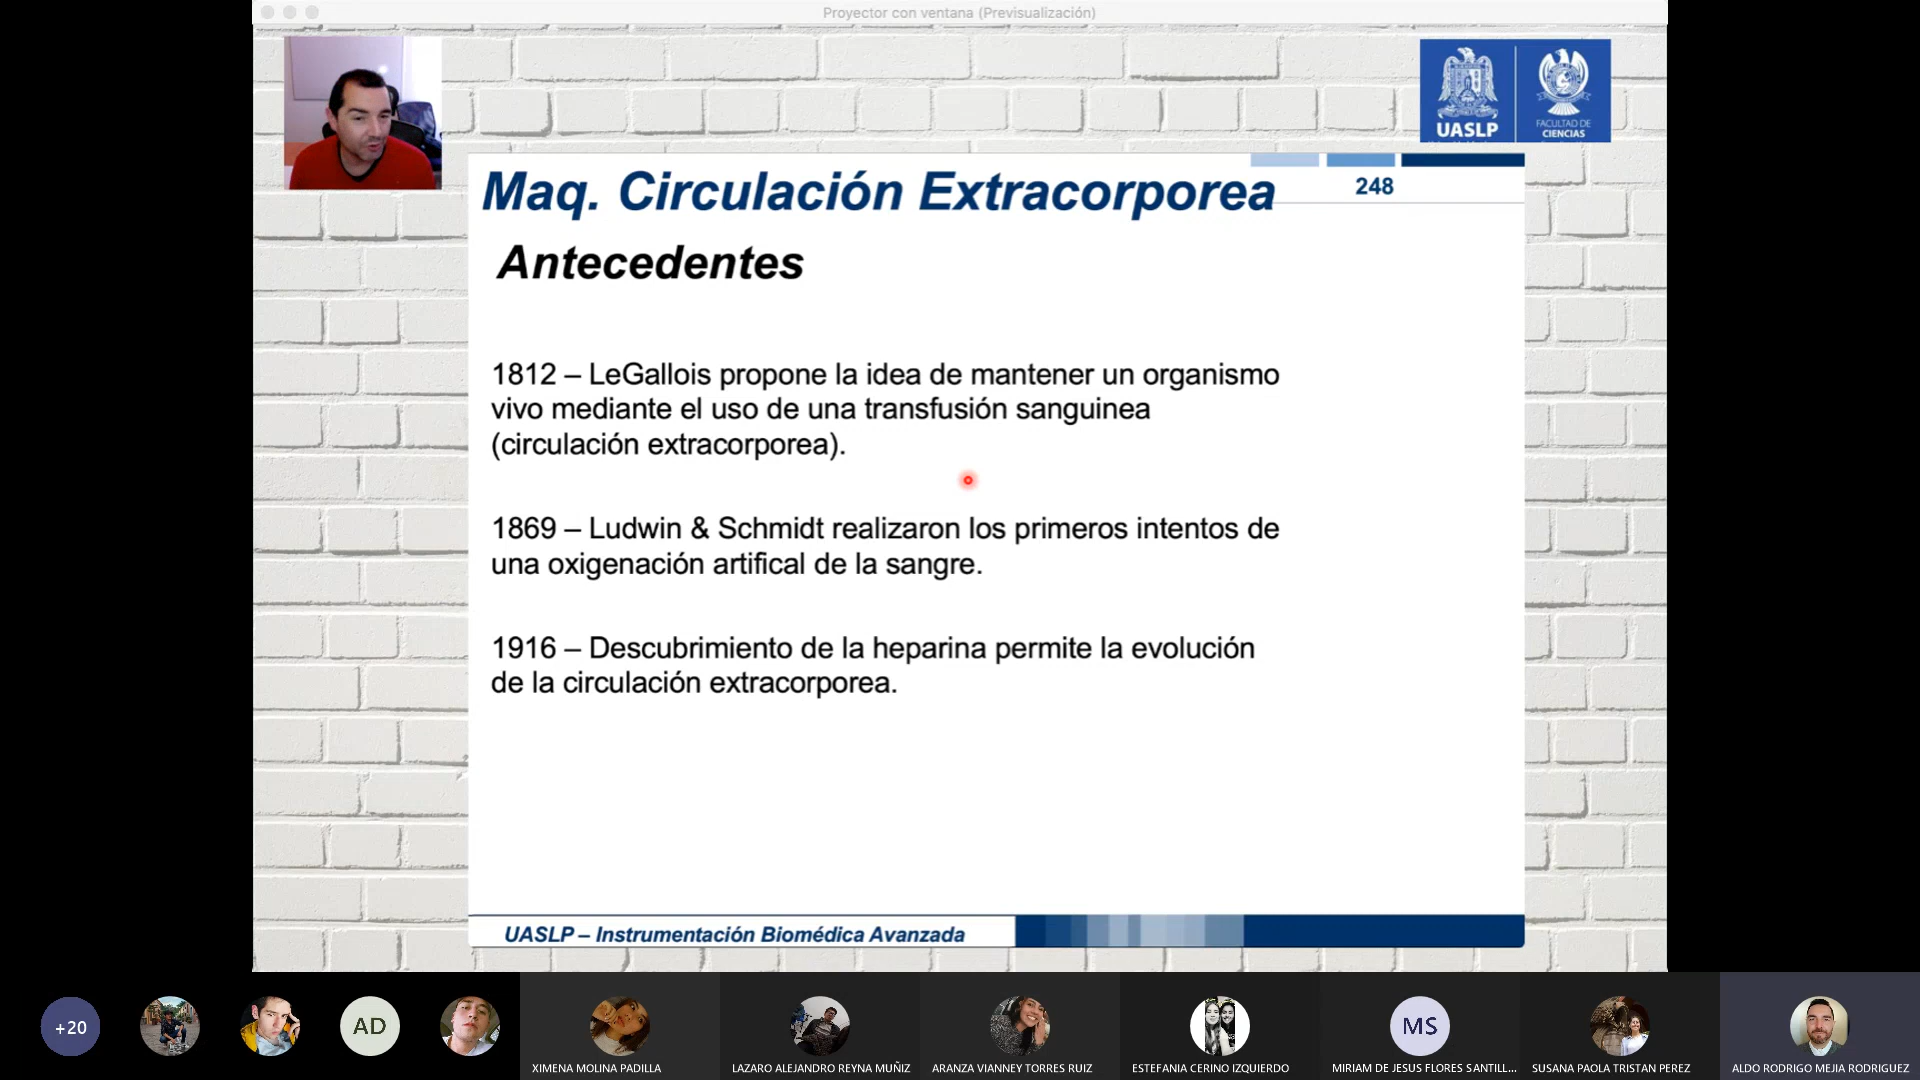 Proyector con ventana (Previsualización)
UASLP
FACULTAD DE
CIENCIAS
Maq. Circulación Extracorporea
248
Antecedentes
1812 – LeGallois propone la idea de mantener un organismo
vivo mediante el uso de una transfusión sanguinea
(circulación extracorporea).
1869 – Ludwin & Schmidt realizaron los primeros intentos de
una oxigenación artifical de la sangre.
1916 – Descubrimiento de la heparina permite la evolución
de la circulación extracorporea.
UASLP – Instrumentación Biomédica Avanzada
+20
AD
MS
XIMENA MOLINA PADILLA
LAZARO ALEJANDRO REYNA MUÑIZ
ARANZA VIANNEY TORRES RUIZ
ESTEFANIA CERINO IZQUIERDO
MIRIAM DE JESUS FLORES SANTILL...
SUSANA PAOLA TRISTAN PEREZ
ALDO RODRIGO MEJIA RODRIGUEZ